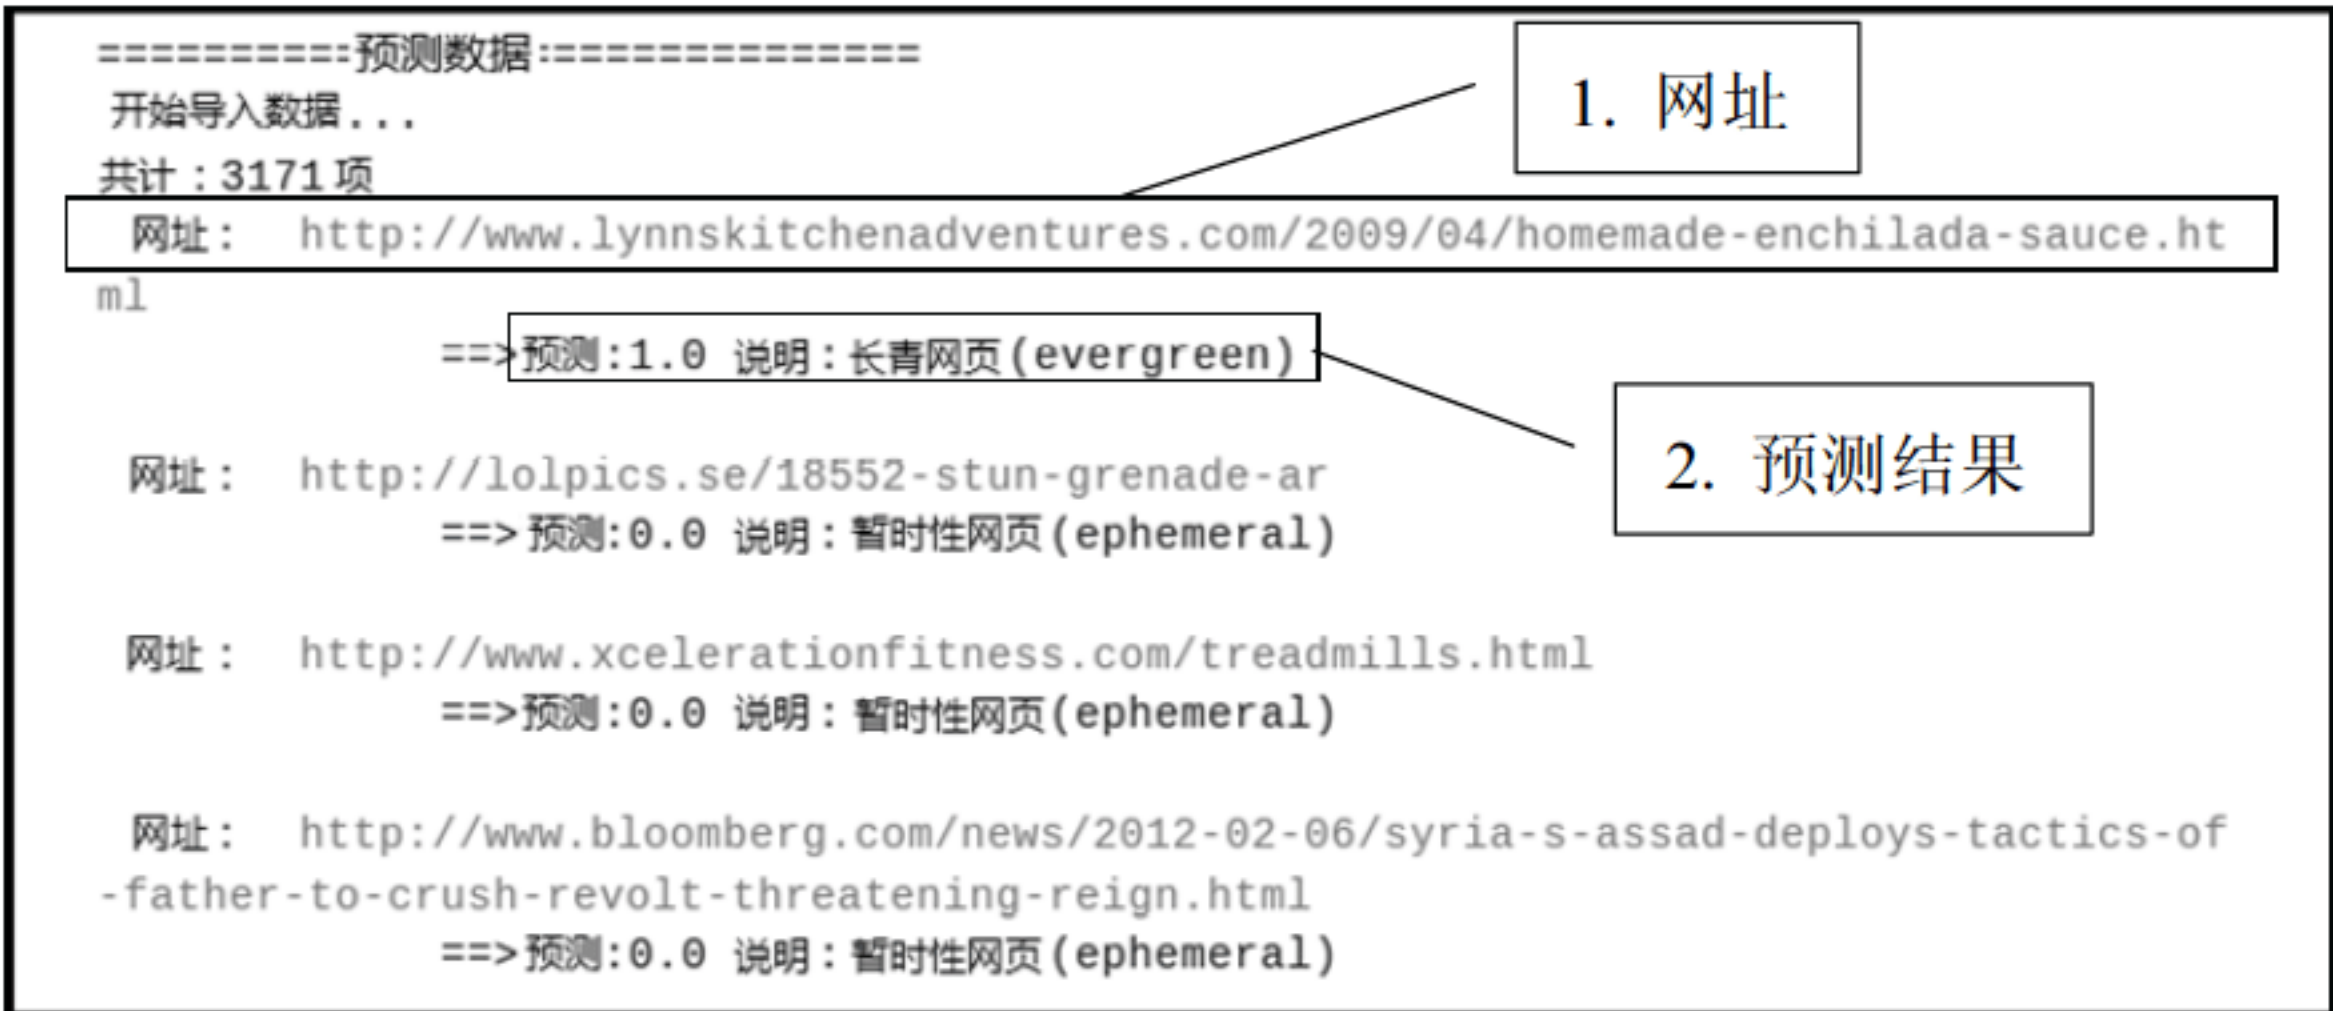 ==========预测数据===============
开始导入数据...
共计：3171项
1. 网址
网址： http://www.lynnskitchenadventures.com/2009/04/homemade-enchilada-sauce.ht
ml
==>预测:1.0 说明：长青网页(evergreen)
2. 预测结果
网址： http://lolpics.se/18552-stun-grenade-ar
==>预测:0.0 说明：暂时性网页(ephemeral)
网址： http://www.xcelerationfitness.com/treadmills.html
==>预测:0.0 说明：暂时性网页(ephemeral)
网址： http://www.bloomberg.com/news/2012-02-06/syria-s-assad-deploys-tactics-of
-father-to-crush-revolt-threatening-reign.html
==>预测:0.0 说明：暂时性网页(ephemeral)